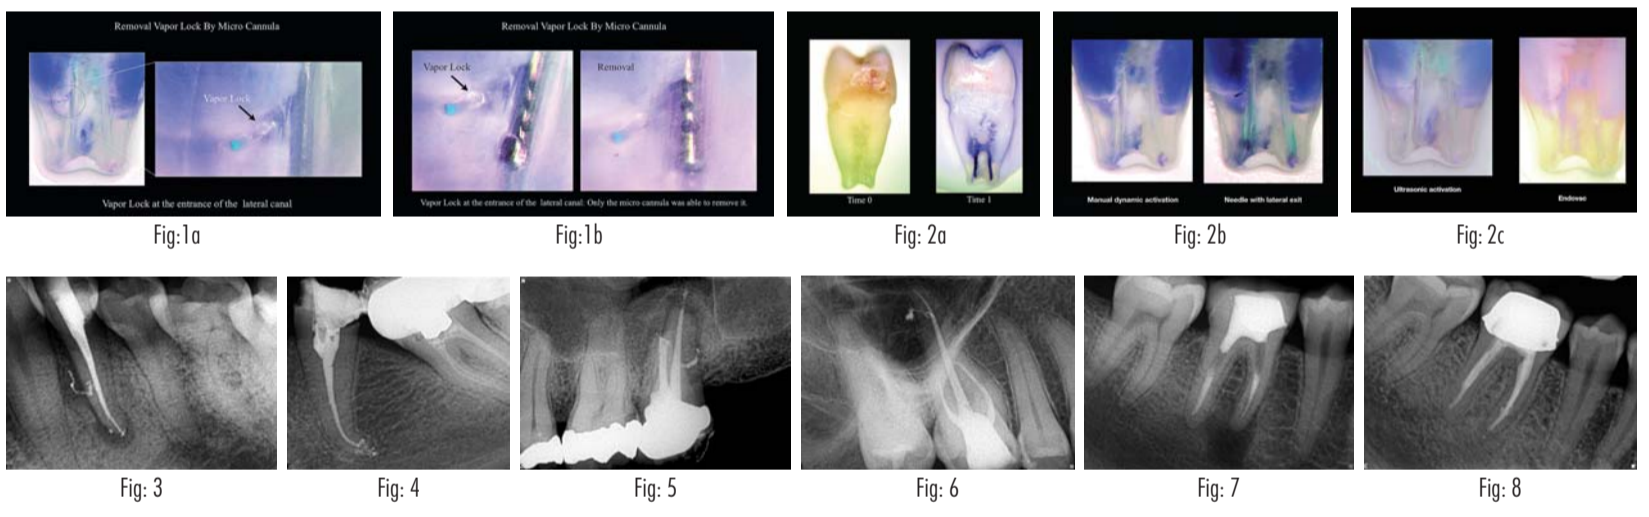 Removal Vapor Lock By Micro Cannula
Vapor Lock
Vapor Lock at the entrance of the lateral canal
Fig:1a
Removal Vapor Lock By Micro Cannula
Vapor Lock
Removal
Vapor Lock at the entrance of the lateral canal. Only the micro cannula was able to remove it.
Fig:1b
Time 0
Time 1
Fig: 2a
Manual dynamic activation
Needle with lateral exit
Fig: 2b
Ultrasonic activation
Endovac
Fig: 2c
Fig: 3
Fig: 4
Fig: 5
Fig: 6
Fig: 7
Fig: 8